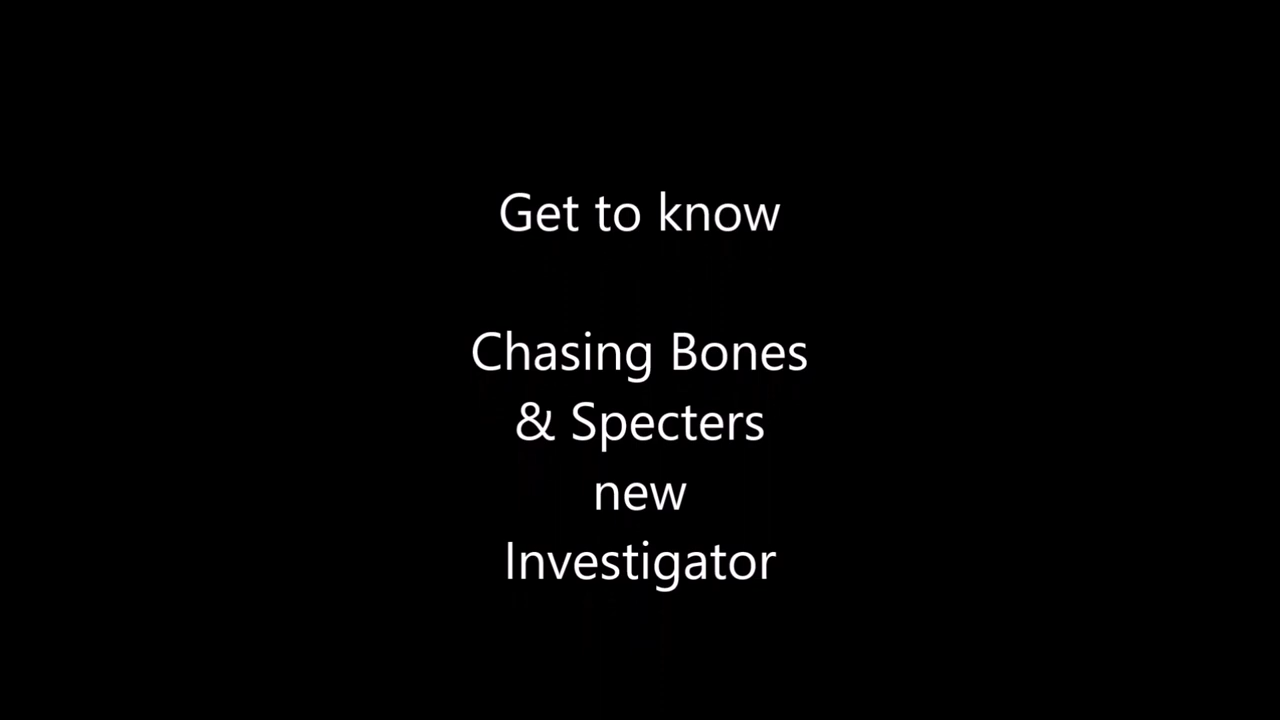 Get to know
Chasing Bones
& Specters
new
Investigator